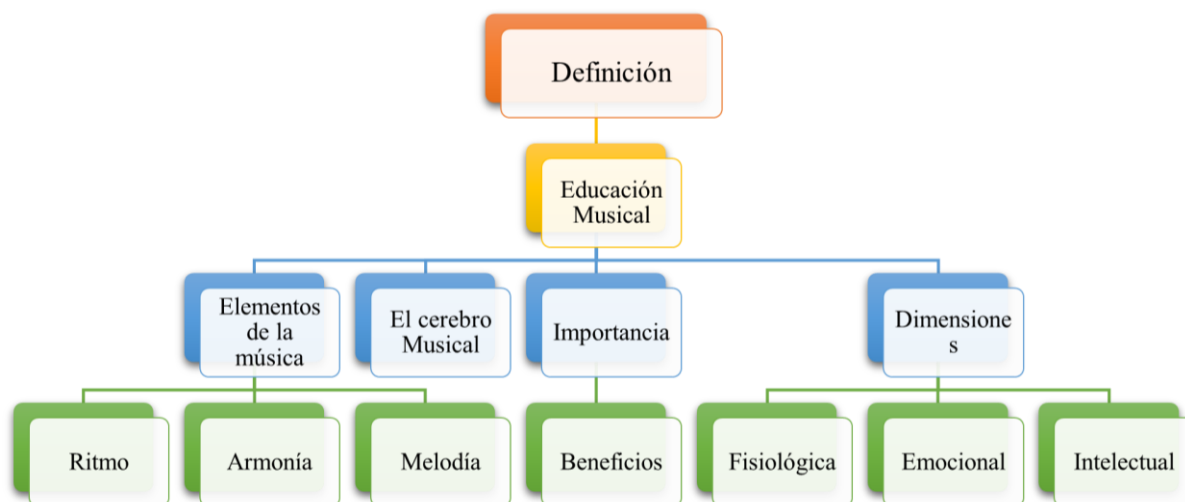 Definición
Educación
Musical
Elementos
de la
música
El cerebro
Musical
Importancia
Dimensione
s
Ritmo
Armonía
Melodía
Beneficios
Fisiológica
Emocional
Intelectual